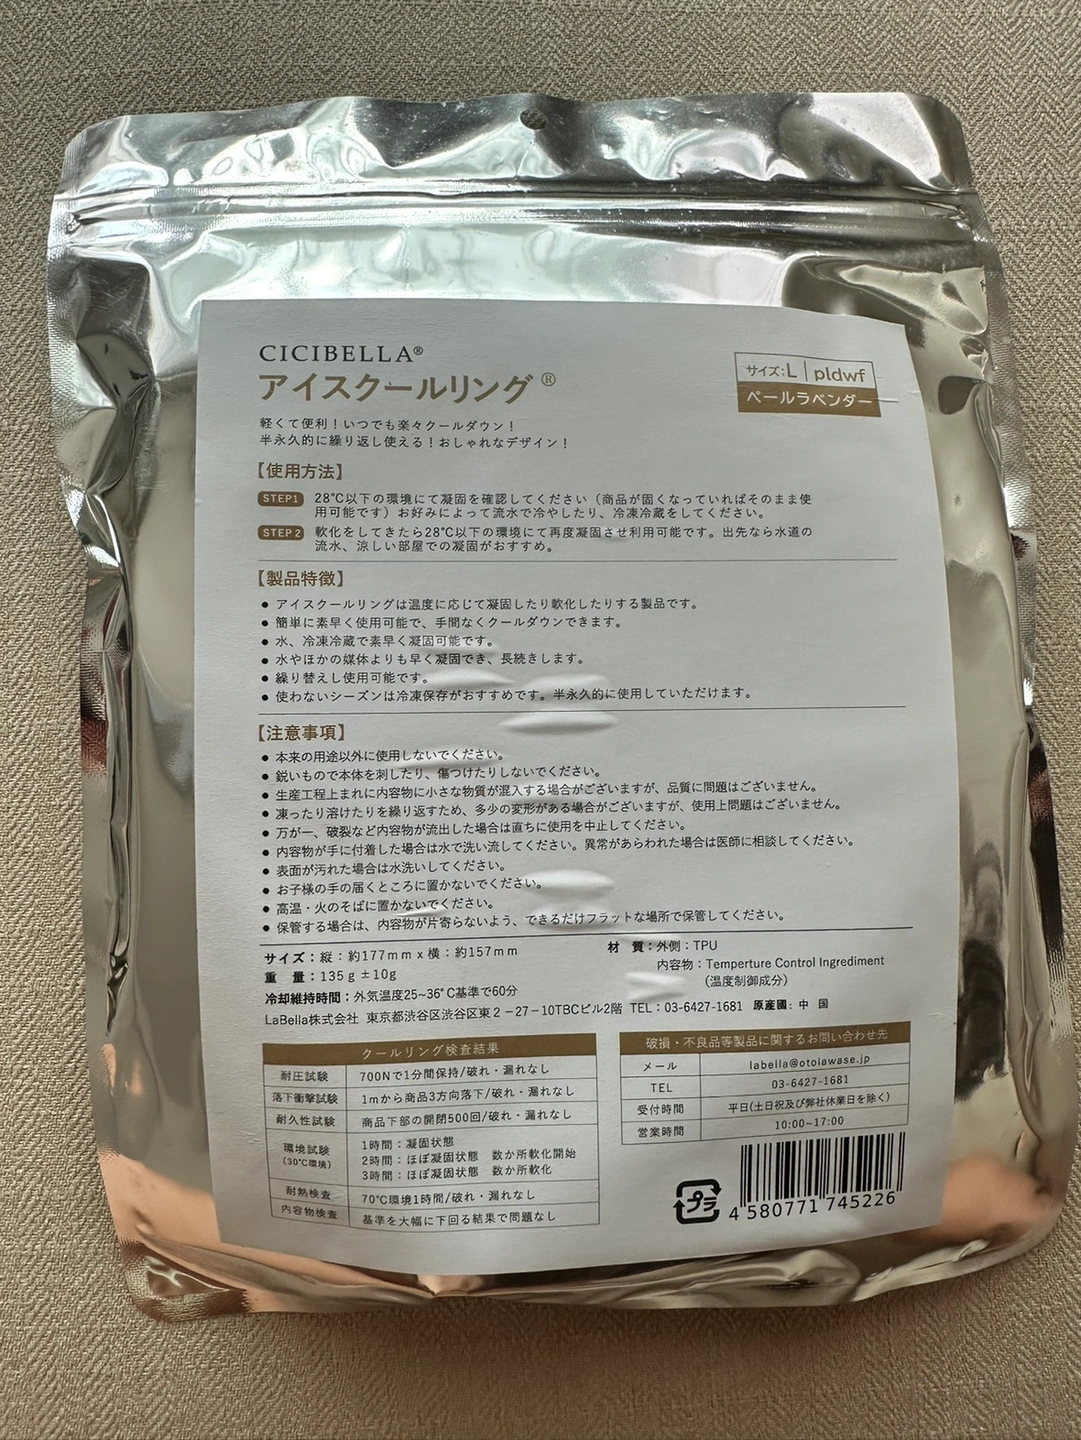 CICIBELLA®
アイスクールリング®
サイズ:L | pldwf
ペールラベンダー
軽くて便利！いつでも楽々クールダウン！
半永久的に繰り返し使える！おしゃれなデザイン！
【使用方法】
STEP1 28℃以下の環境にて凝固を確認してください（商品が固くなっていればそのまま使
用可能です）お好みによって流水で冷やしたり、冷凍冷蔵をしてください。
STEP2 軟化をしてきたら28℃以下の環境にて再度凝固させ利用可能です。出先なら水道の
流水、涼しい部屋での凝固がおすすめ。
【製品特徴】
● アイスクールリングは温度に応じて凝固したり軟化したりする製品です。
● 簡単に素早く使用可能で、手間なくクールダウンできます。
● 水、冷凍冷蔵で素早く凝固可能です。
● 水やほかの媒体よりも早く凝固でき、長続きします。
● 繰り替えし使用可能です。
● 使わないシーズンは冷凍保存がおすすめです。半永久的に使用していただけます。
【注意事項】
● 本来の用途以外に使用しないでください。
● 鋭いもので本体を刺したり、傷つけたりしないでください。
● 生産工程上まれに内容物に小さな物質が混入する場合がございますが、品質に問題はございません。
● 凍ったり溶けたりを繰り返すため、多少の変形がある場合がございますが、使用上問題はございません。
● 万が一、破裂など内容物が流出した場合は直ちに使用を中止してください。
● 内容物が手に付着した場合は水で洗い流してください。異常があらわれた場合は医師に相談してください。
● 表面が汚れた場合は水洗いしてください。
● お子様の手の届くところに置かないでください。
● 高温・火のそばに置かないでください。
● 保管する場合は、内容物が片寄らないよう、できるだけフラットな場所で保管してください。
サイズ：縦：約177mm x 横：約157mm
重　量：135g ±10g
冷却維持時間：外気温度25~36℃基準で60分
材　質：外側：TPU
内容物：Temperture Control Ingrediment
(温度制御成分)
LaBella株式会社 東京都渋谷区渋谷区東２−27−10TBCビル2階 TEL：03-6427-1681 原産國：中 国
クールリング検査結果
耐圧試験 700Nで1分間保持/破れ・漏れなし
落下衝撃試験 1mから商品3方向落下/破れ・漏れなし
耐久性試験 商品下部の開閉500回/破れ・漏れなし
環境試験
(30℃環境)
1時間：凝固状態
2時間：ほぼ凝固状態　数か所軟化開始
3時間：ほぼ凝固状態　数か所軟化
耐熱検査 70℃環境1時間/破れ・漏れなし
内容物検査 基準を大幅に下回る結果で問題なし
破損・不良品等製品に関するお問い合わせ先
メール labella@otoiawase.jp
TEL 03-6427-1681
受付時間 平日(土日祝及び弊社休業日を除く)
営業時間 10:00~17:00
プラ
4 580771 745226